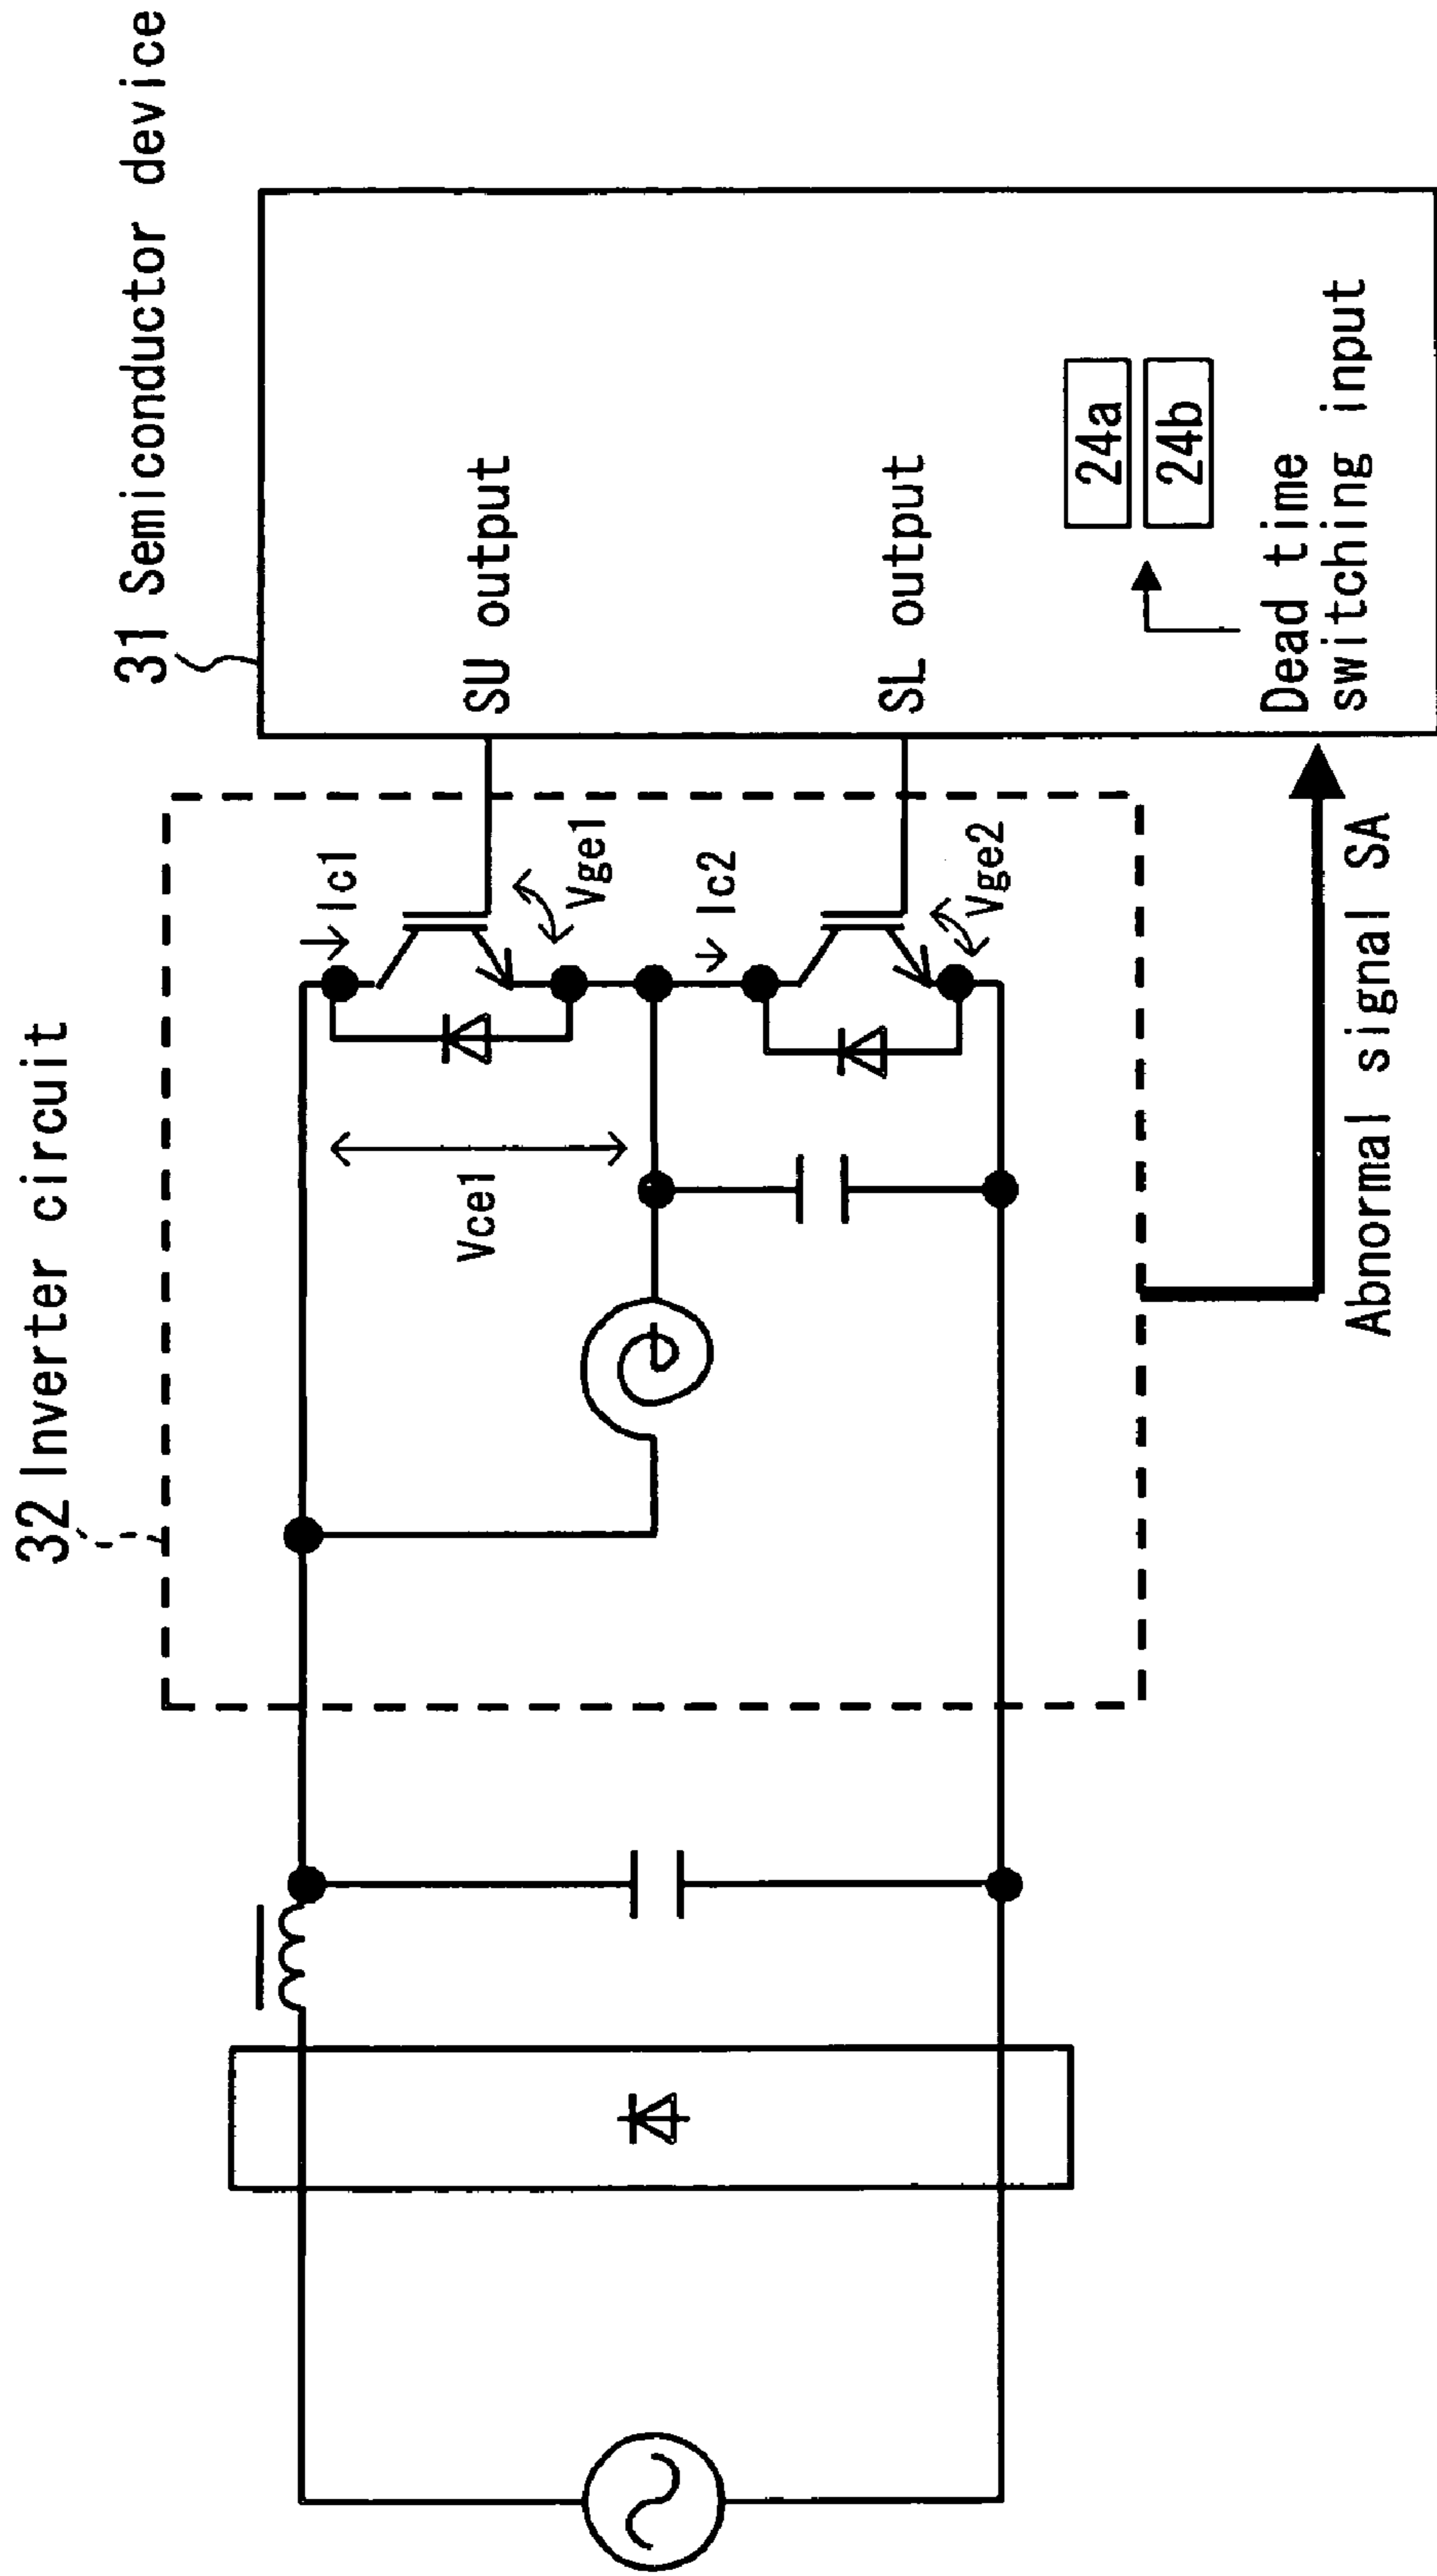 32 Inverter circuit
31 Semiconductor device
Ic1
Vge1
Vce1
Ic2
Vge2
SU output
SL output
24a
24b
Dead time
switching input
Abnormal signal SA